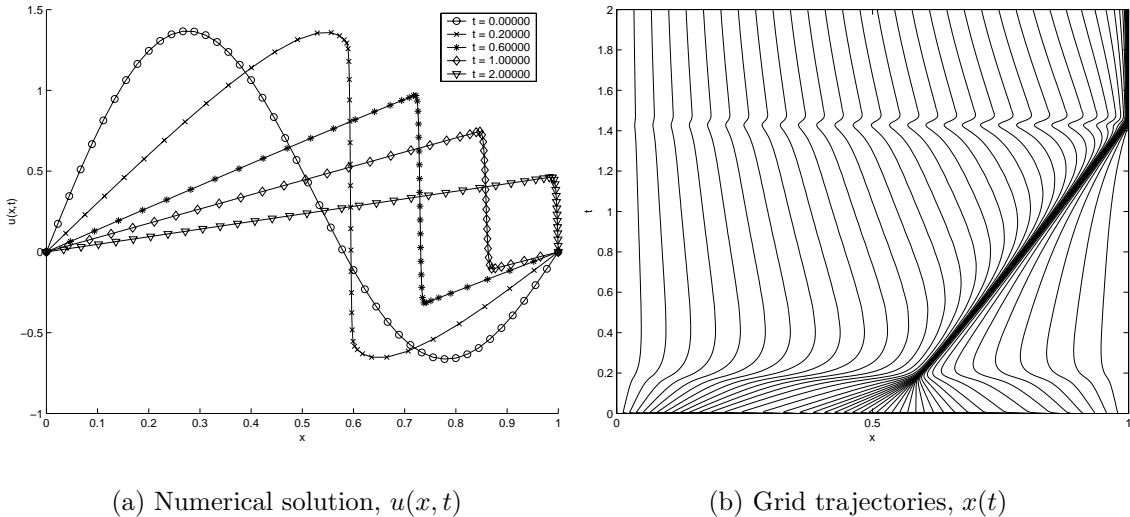 1.5
1
0.5
0
−0.5
−1
u(x,t)
0 0.1 0.2 0.3 0.4 0.5 0.6 0.7 0.8 0.9 1
x
t = 0.00000
t = 0.20000
t = 0.60000
t = 1.00000
t = 2.00000
2
1.8
1.6
1.4
1.2
1
0.8
0.6
0.4
0.2
0
t
0 0.5 1
x
(a) Numerical solution, u(x, t)
(b) Grid trajectories, x(t)